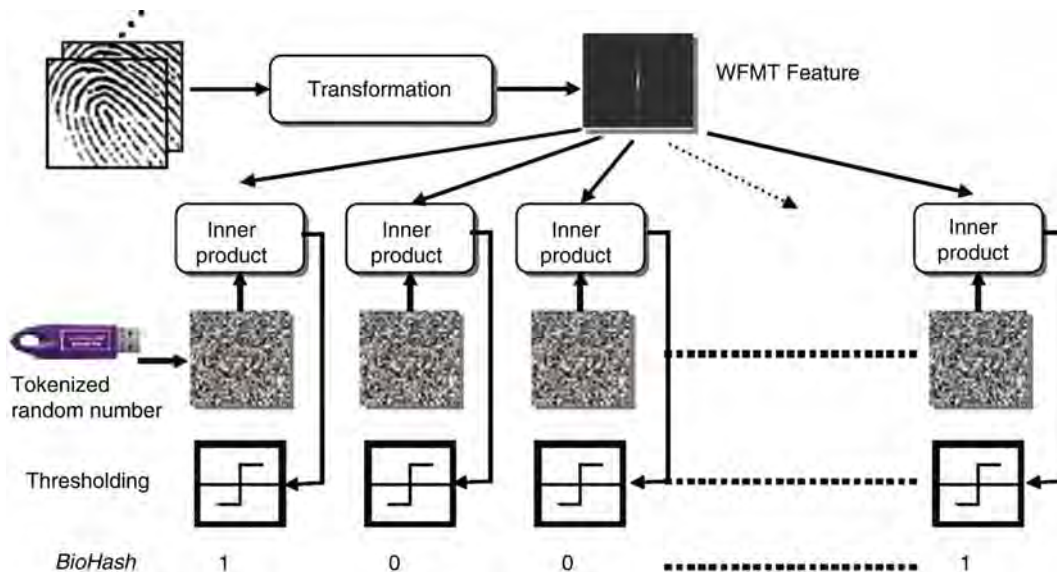 Transformation
WFMT Feature
Inner
product
Inner
product
Inner
product
Inner
product
Tokenized
random number
Thresholding
BioHash 1 0 0 1